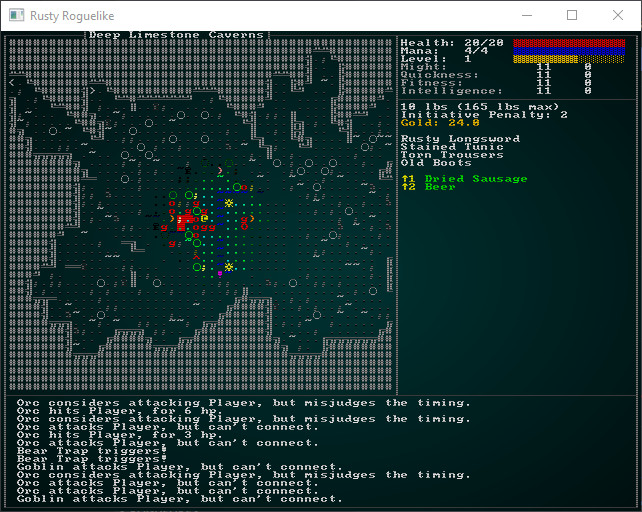 Rusty Roguelike
Deep Limestone Caverns
Health: 20/20
Mana: 4/4
Level: 1
Might: 11 0
Quickness: 11 0
Fitness: 11 0
Intelligence: 11 0
10 lbs (165 lbs max)
Initiative Penalty: 2
Gold: 24.0
Rusty Longsword
Stained Tunic
Torn Trousers
Old Boots
↑1 Dried Sausage
↑2 Beer
Orc considers attacking Player, but misjudges the timing.
Orc hits Player, for 6 hp.
Orc considers attacking Player, but misjudges the timing.
Orc attacks Player, but can't connect.
Orc hits Player, for 3 hp.
Orc attacks Player, but can't connect.
Bear Trap triggers!
Bear Trap triggers!
Goblin attacks Player, but can't connect.
Orc considers attacking Player, but misjudges the timing.
Orc attacks Player, but can't connect.
Orc attacks Player, but can't connect.
Goblin attacks Player, but can't connect.